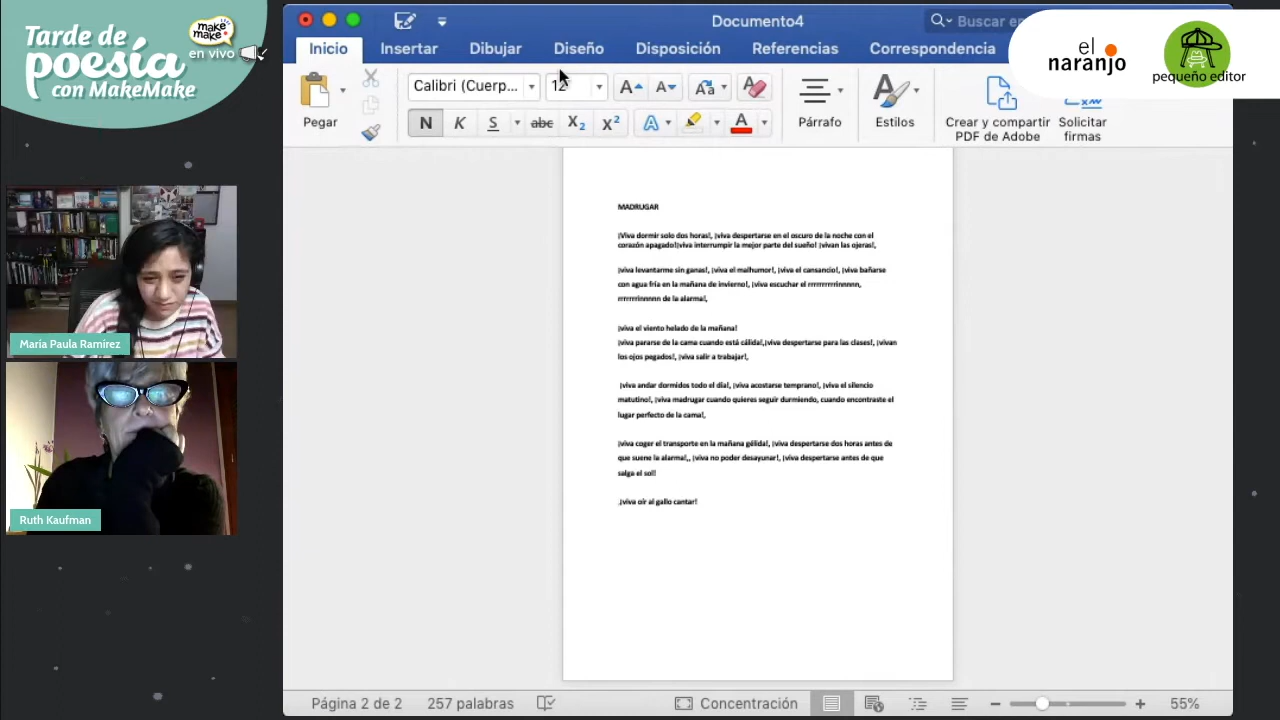 Tarde de
poesía
con MakeMake
make
make
en vivo
Documento4
Buscar en
el
naranjo
pequeño editor
Inicio
Insertar
Dibujar
Diseño
Disposición
Referencias
Correspondencia
Pegar
Calibri (Cuerp...
12
A A Aa A
N K S abc X2 X2 A A
Párrafo
Estilos
Crear y compartir
PDF de Adobe
Solicitar
firmas
MADRUGAR
¡Viva dormir solo dos horas!, ¡viva despertarse en el oscuro de la noche con el
corazón apagado!¡viva interrumpir la mejor parte del sueño! ¡vivan las ojeras!,
¡viva levantarme sin ganas!, ¡viva el malhumor!, ¡viva el cansancio!, ¡viva bañarse
con agua fría en la mañana de invierno!, ¡viva escuchar el rrrrrrrrrinnnnn,
rrrrrrrinnnnn de la alarma!,
¡viva el viento helado de la mañana!
¡viva pararse de la cama cuando está cálida!,¡viva despertarse para las clases!, ¡vivan
los ojos pegados!, ¡viva salir a trabajar!,
¡viva andar dormidos todo el día!, ¡viva acostarse temprano!, ¡viva el silencio
matutino!, ¡viva madrugar cuando quieres seguir durmiendo, cuando encontraste el
lugar perfecto de la cama!,
¡viva coger el transporte en la mañana gélida!, ¡viva despertarse dos horas antes de
que suene la alarma!,, ¡viva no poder desayunar!, ¡viva despertarse antes de que
salga el sol!
,¡viva oír al gallo cantar!
María Paula Ramírez
Ruth Kaufman
Página 2 de 2
257 palabras
Concentración
55%